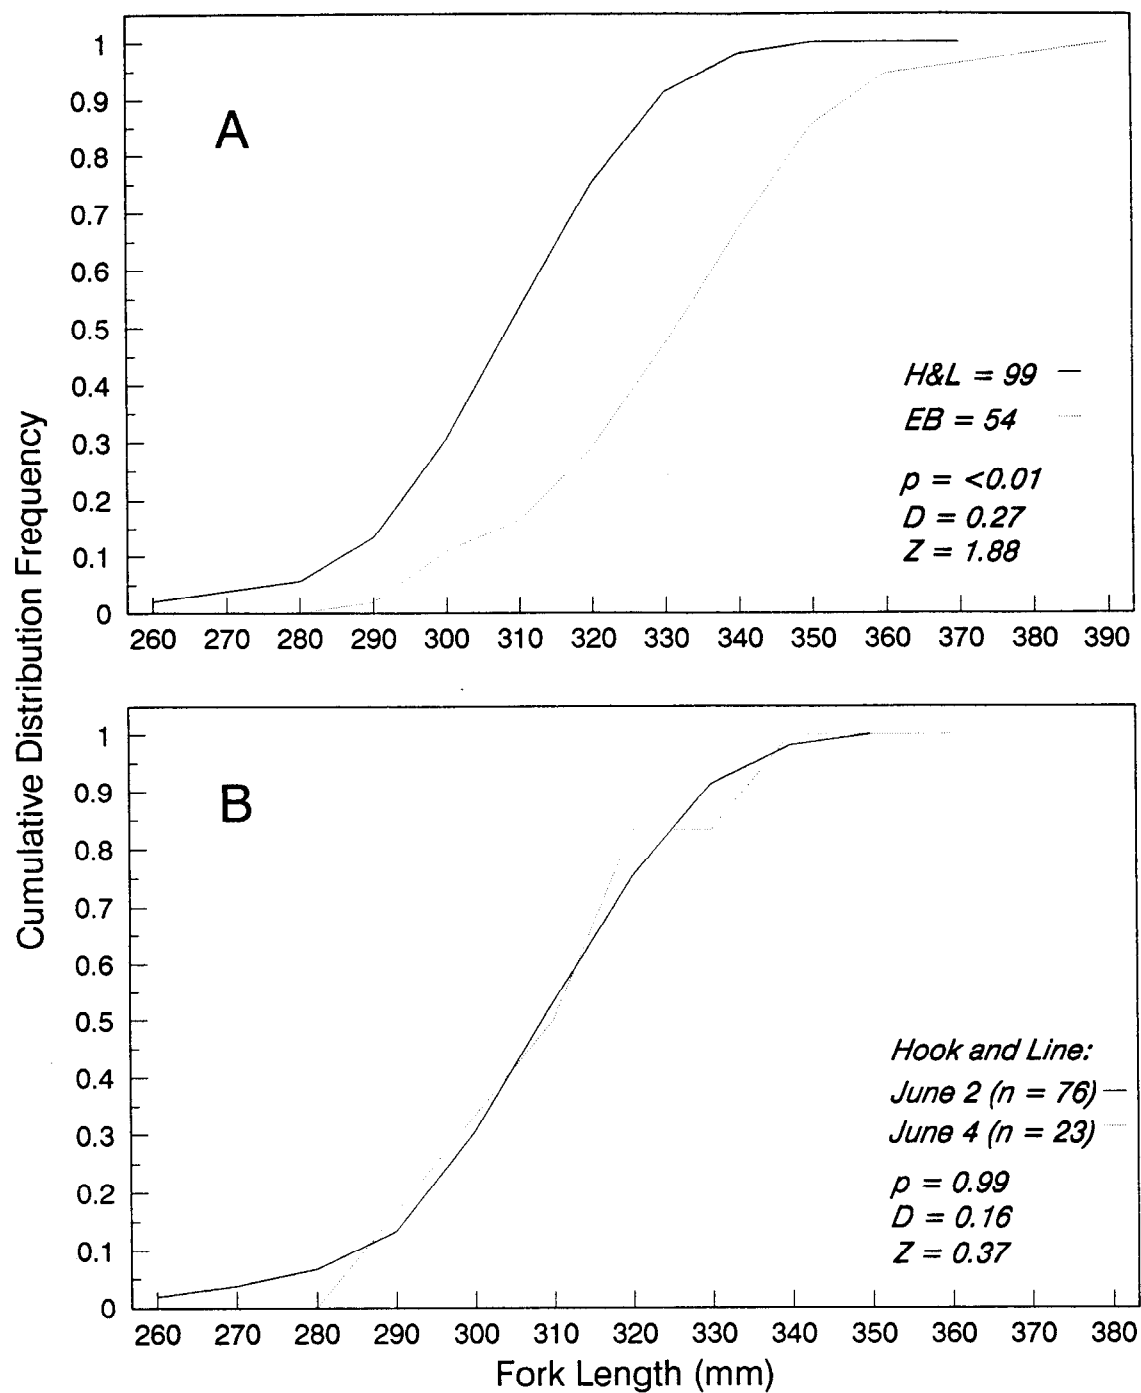 Cumulative Distribution Frequency
A
1
0.9
0.8
0.7
0.6
0.5
0.4
0.3
0.2
0.1
0
H&L = 99
EB = 54
p = <0.01
D = 0.27
Z = 1.88
260 270 280 290 300 310 320 330 340 350 360 370 380 390
B
1
0.9
0.8
0.7
0.6
0.5
0.4
0.3
0.2
0.1
0
Hook and Line:
June 2 (n = 76)
June 4 (n = 23)
p = 0.99
D = 0.16
Z = 0.37
260 270 280 290 300 310 320 330 340 350 360 370 380
Fork Length (mm)